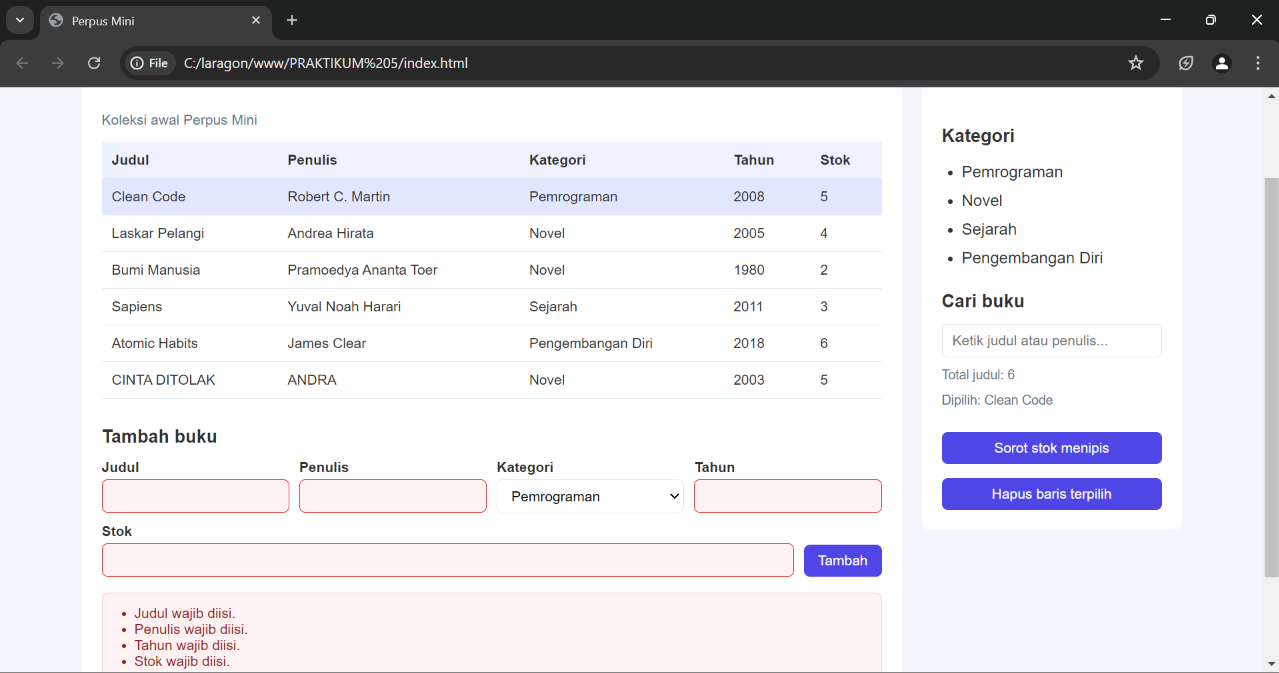 Perpus Mini
File C:/laragon/www/PRAKTIKUM%205/index.html
Koleksi awal Perpus Mini
Judul Penulis Kategori Tahun Stok
Clean Code Robert C. Martin Pemrograman 2008 5
Laskar Pelangi Andrea Hirata Novel 2005 4
Bumi Manusia Pramoedya Ananta Toer Novel 1980 2
Sapiens Yuval Noah Harari Sejarah 2011 3
Atomic Habits James Clear Pengembangan Diri 2018 6
CINTA DITOLAK ANDRA Novel 2003 5
Tambah buku
Judul Penulis Kategori Tahun
Pemrograman
Stok
Tambah
Judul wajib diisi.
Penulis wajib diisi.
Tahun wajib diisi.
Stok wajib diisi.
Kategori
Pemrograman
Novel
Sejarah
Pengembangan Diri
Cari buku
Ketik judul atau penulis...
Total judul: 6
Dipilih: Clean Code
Sorot stok menipis
Hapus baris terpilih